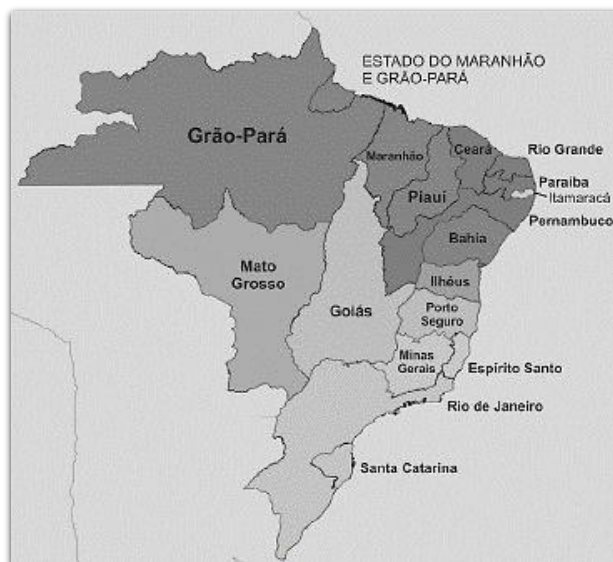 ESTADO DO MARANHÃO
E GRÃO-PARÁ
Grão-Pará
Maranhão
Ceará
Rio Grande
Paraíba
Itamaracá
Piauí
Pernambuco
Bahia
Mato
Grosso
Ilhéus
Goiás
Porto
Seguro
Minas
Gerais
Espírito Santo
Rio de Janeiro
Santa Catarina